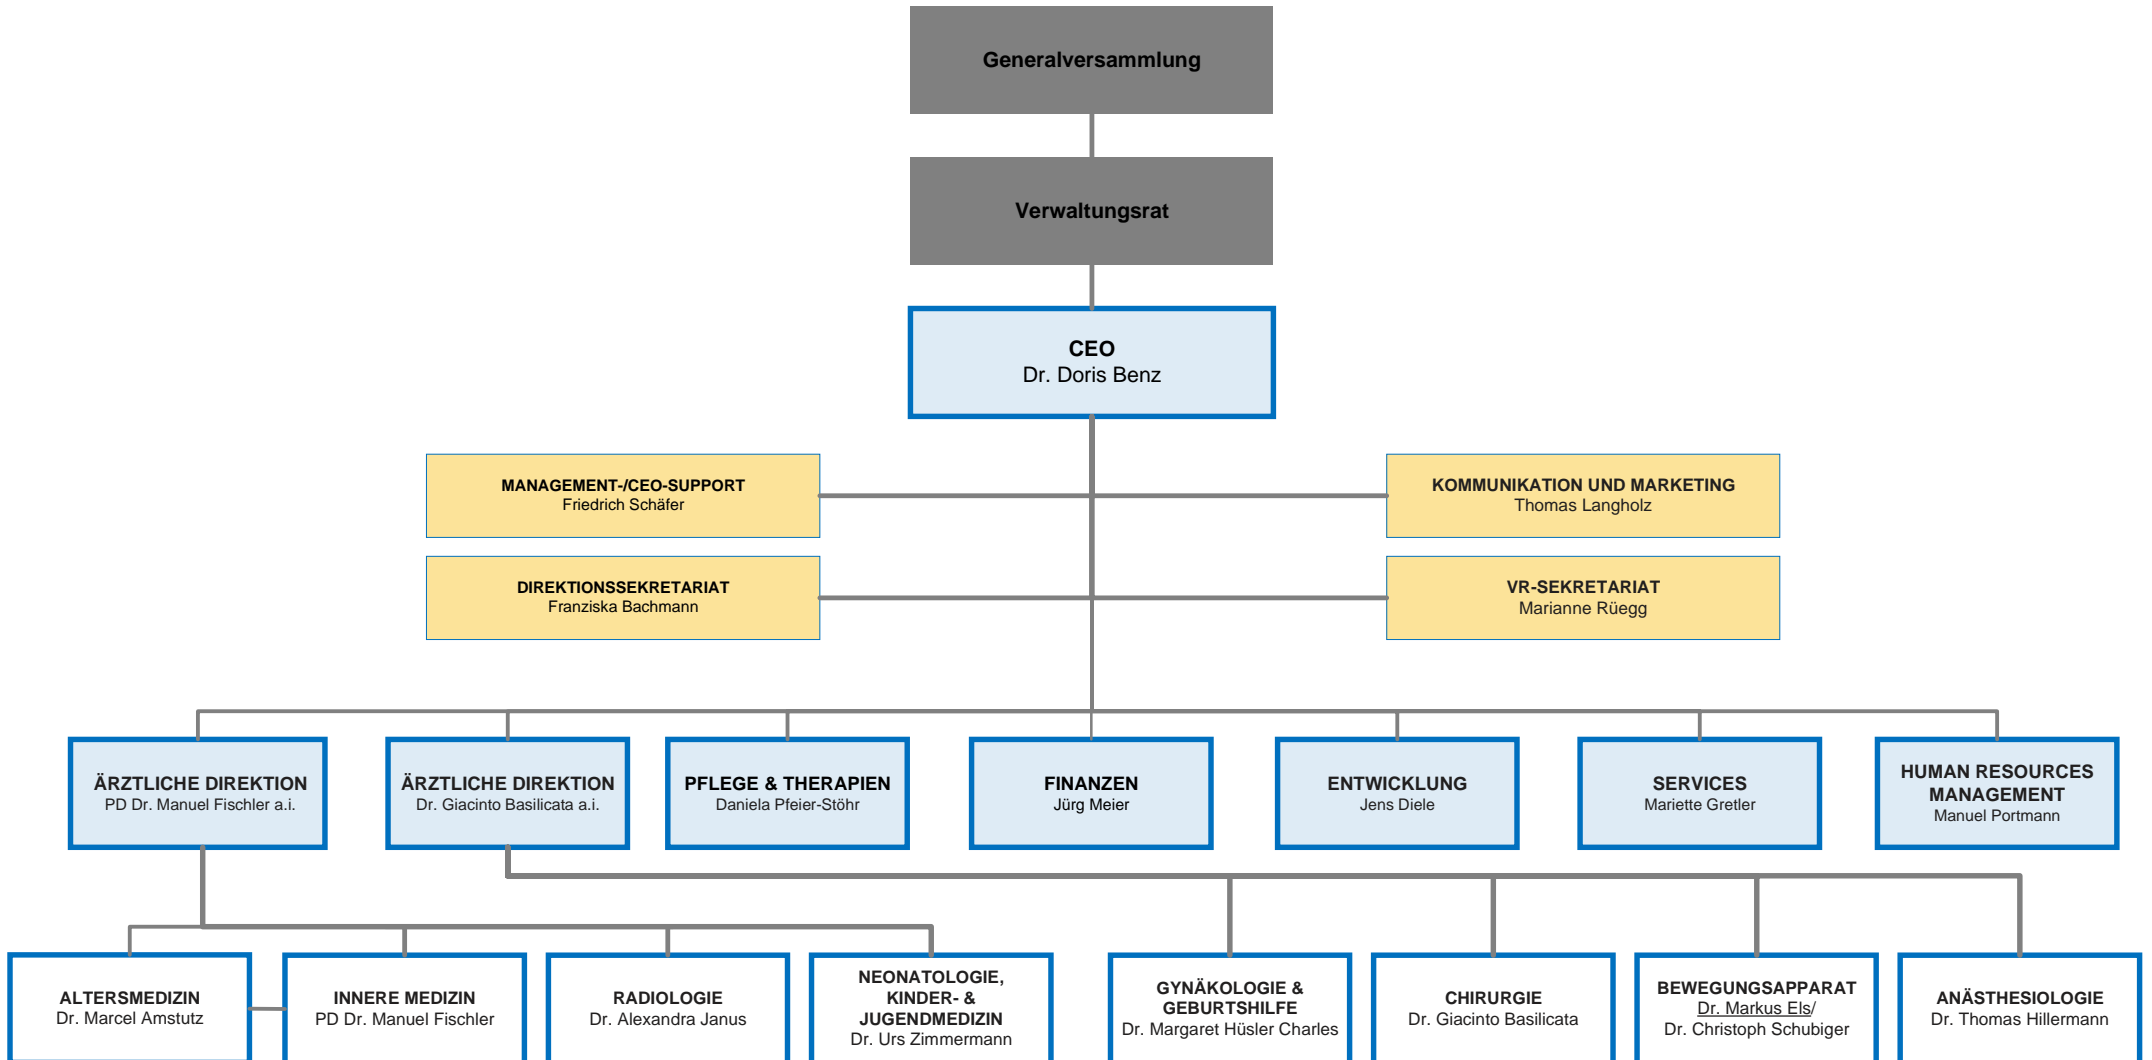 Generalversammlung
Verwaltungsrat
CEO
Dr. Doris Benz
MANAGEMENT-/CEO-SUPPORT
Friedrich Schäfer
KOMMUNIKATION UND MARKETING
Thomas Langholz
DIREKTIONSSEKRETARIAT
Franziska Bachmann
VR-SEKRETARIAT
Marianne Rüegg
ÄRZTLICHE DIREKTION
PD Dr. Manuel Fischler a.i.
ÄRZTLICHE DIREKTION
Dr. Giacinto Basilicata a.i.
PFLEGE & THERAPIEN
Daniela Pfeier-Stöhr
FINANZEN
Jürg Meier
ENTWICKLUNG
Jens Diele
SERVICES
Mariette Gretler
HUMAN RESOURCES
MANAGEMENT
Manuel Portmann
ALTERSMEDIZIN
Dr. Marcel Amstutz
INNERE MEDIZIN
PD Dr. Manuel Fischler
RADIOLOGIE
Dr. Alexandra Janus
NEONATOLOGIE,
KINDER- &
JUGENDMEDIZIN
Dr. Urs Zimmermann
GYNÄKOLOGIE &
GEBURTSHILFE
Dr. Margaret Hüsler Charles
CHIRURGIE
Dr. Giacinto Basilicata
BEWEGUNGSAPPARAT
Dr. Markus Els/
Dr. Christoph Schubiger
ANÄSTHESIOLOGIE
Dr. Thomas Hillermann